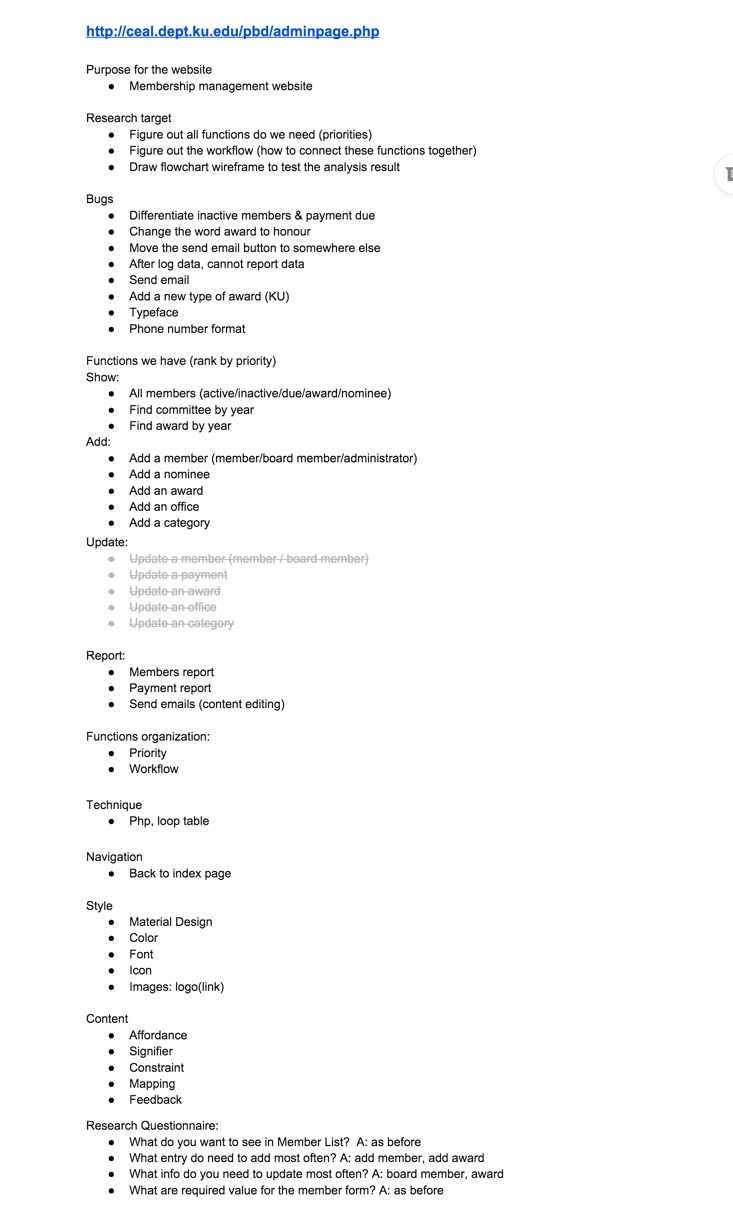 http://ceal.dept.ku.edu/pbd/adminpage.php
Purpose for the website
● Membership management website
Research target
● Figure out all functions do we need (priorities)
● Figure out the workflow (how to connect these functions together)
● Draw flowchart wireframe to test the analysis result
Bugs
● Differentiate inactive members & payment due
● Change the word award to honour
● Move the send email button to somewhere else
● After log data, cannot report data
● Send email
● Add a new type of award (KU)
● Typeface
● Phone number format
Functions we have (rank by priority)
Show:
● All members (active/inactive/due/award/nominee)
● Find committee by year
● Find award by year
Add:
● Add a member (member/board member/administrator)
● Add a nominee
● Add an award
● Add an office
● Add a category
Update:
● Update a member (member / board member)
● Update a payment
● Update an award
● Update an office
● Update an category
Report:
● Members report
● Payment report
● Send emails (content editing)
Functions organization:
● Priority
● Workflow
Technique
● Php, loop table
Navigation
● Back to index page
Style
● Material Design
● Color
● Font
● Icon
● Images: logo(link)
Content
● Affordance
● Signifier
● Constraint
● Mapping
● Feedback
Research Questionnaire:
● What do you want to see in Member List?  A: as before
● What entry do need to add most often? A: add member, add award
● What info do you need to update most often? A: board member, award
● What are required value for the member form? A: as before